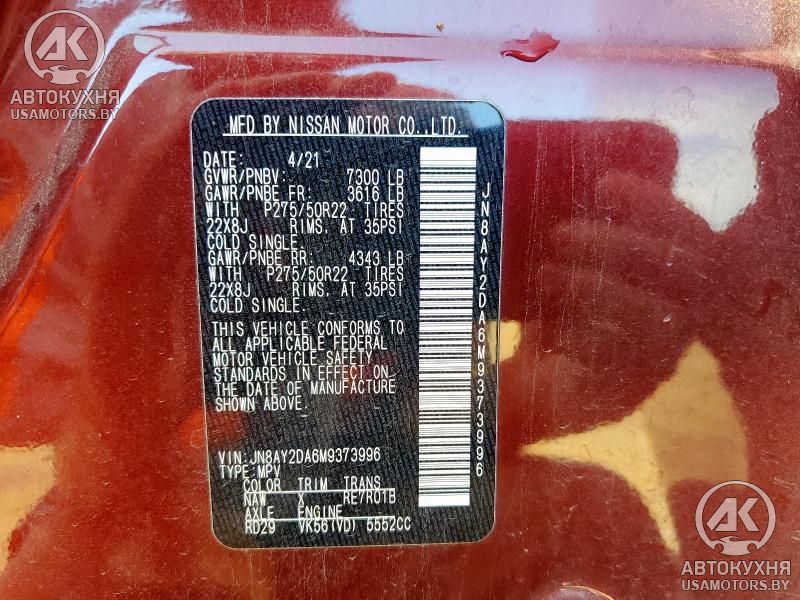 АК
АВТОКУХНЯ
USAMOTORS.BY
MFD BY NISSAN MOTOR CO.,LTD.
DATE: 4/21
GVWR/PNBV: 7300 LB
GAWR/PNBE FR: 3616 LB
WITH P275/50R22 TIRES
22X8J RIMS, AT 35PSI
COLD SINGLE.
GAWR/PNBE RR: 4343 LB
WITH P275/50R22 TIRES
22X8J RIMS, AT 35PSI
COLD SINGLE.
THIS VEHICLE CONFORMS TO
ALL APPLICABLE FEDERAL
MOTOR VEHICLE SAFETY
STANDARDS IN EFFECT ON
THE DATE OF MANUFACTURE
SHOWN ABOVE.
VIN:JN8AY2DA6M9373996
TYPE:MPV
COLOR TRIM TRANS
NAW X RE7R01B
AXLE ENGINE
RD29 VK56(VD) 5552CC
JN8AY2DA6M9373996
АК
АВТОКУХНЯ
USAMOTORS.BY